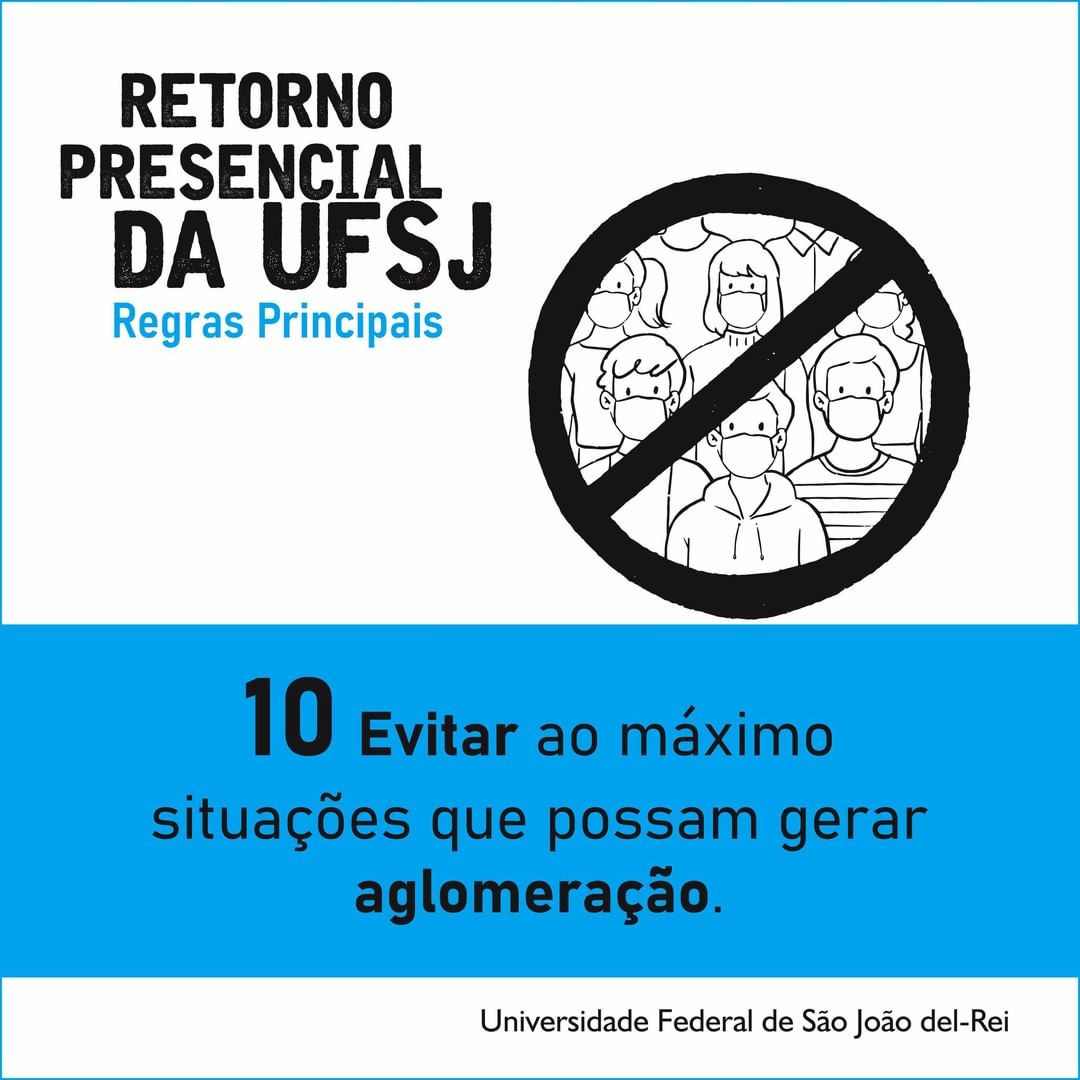 RETORNO
PRESENCIAL
DA UFSJ
Regras Principais
10 Evitar ao máximo
situações que possam gerar
aglomeração.
Universidade Federal de São João del-Rei